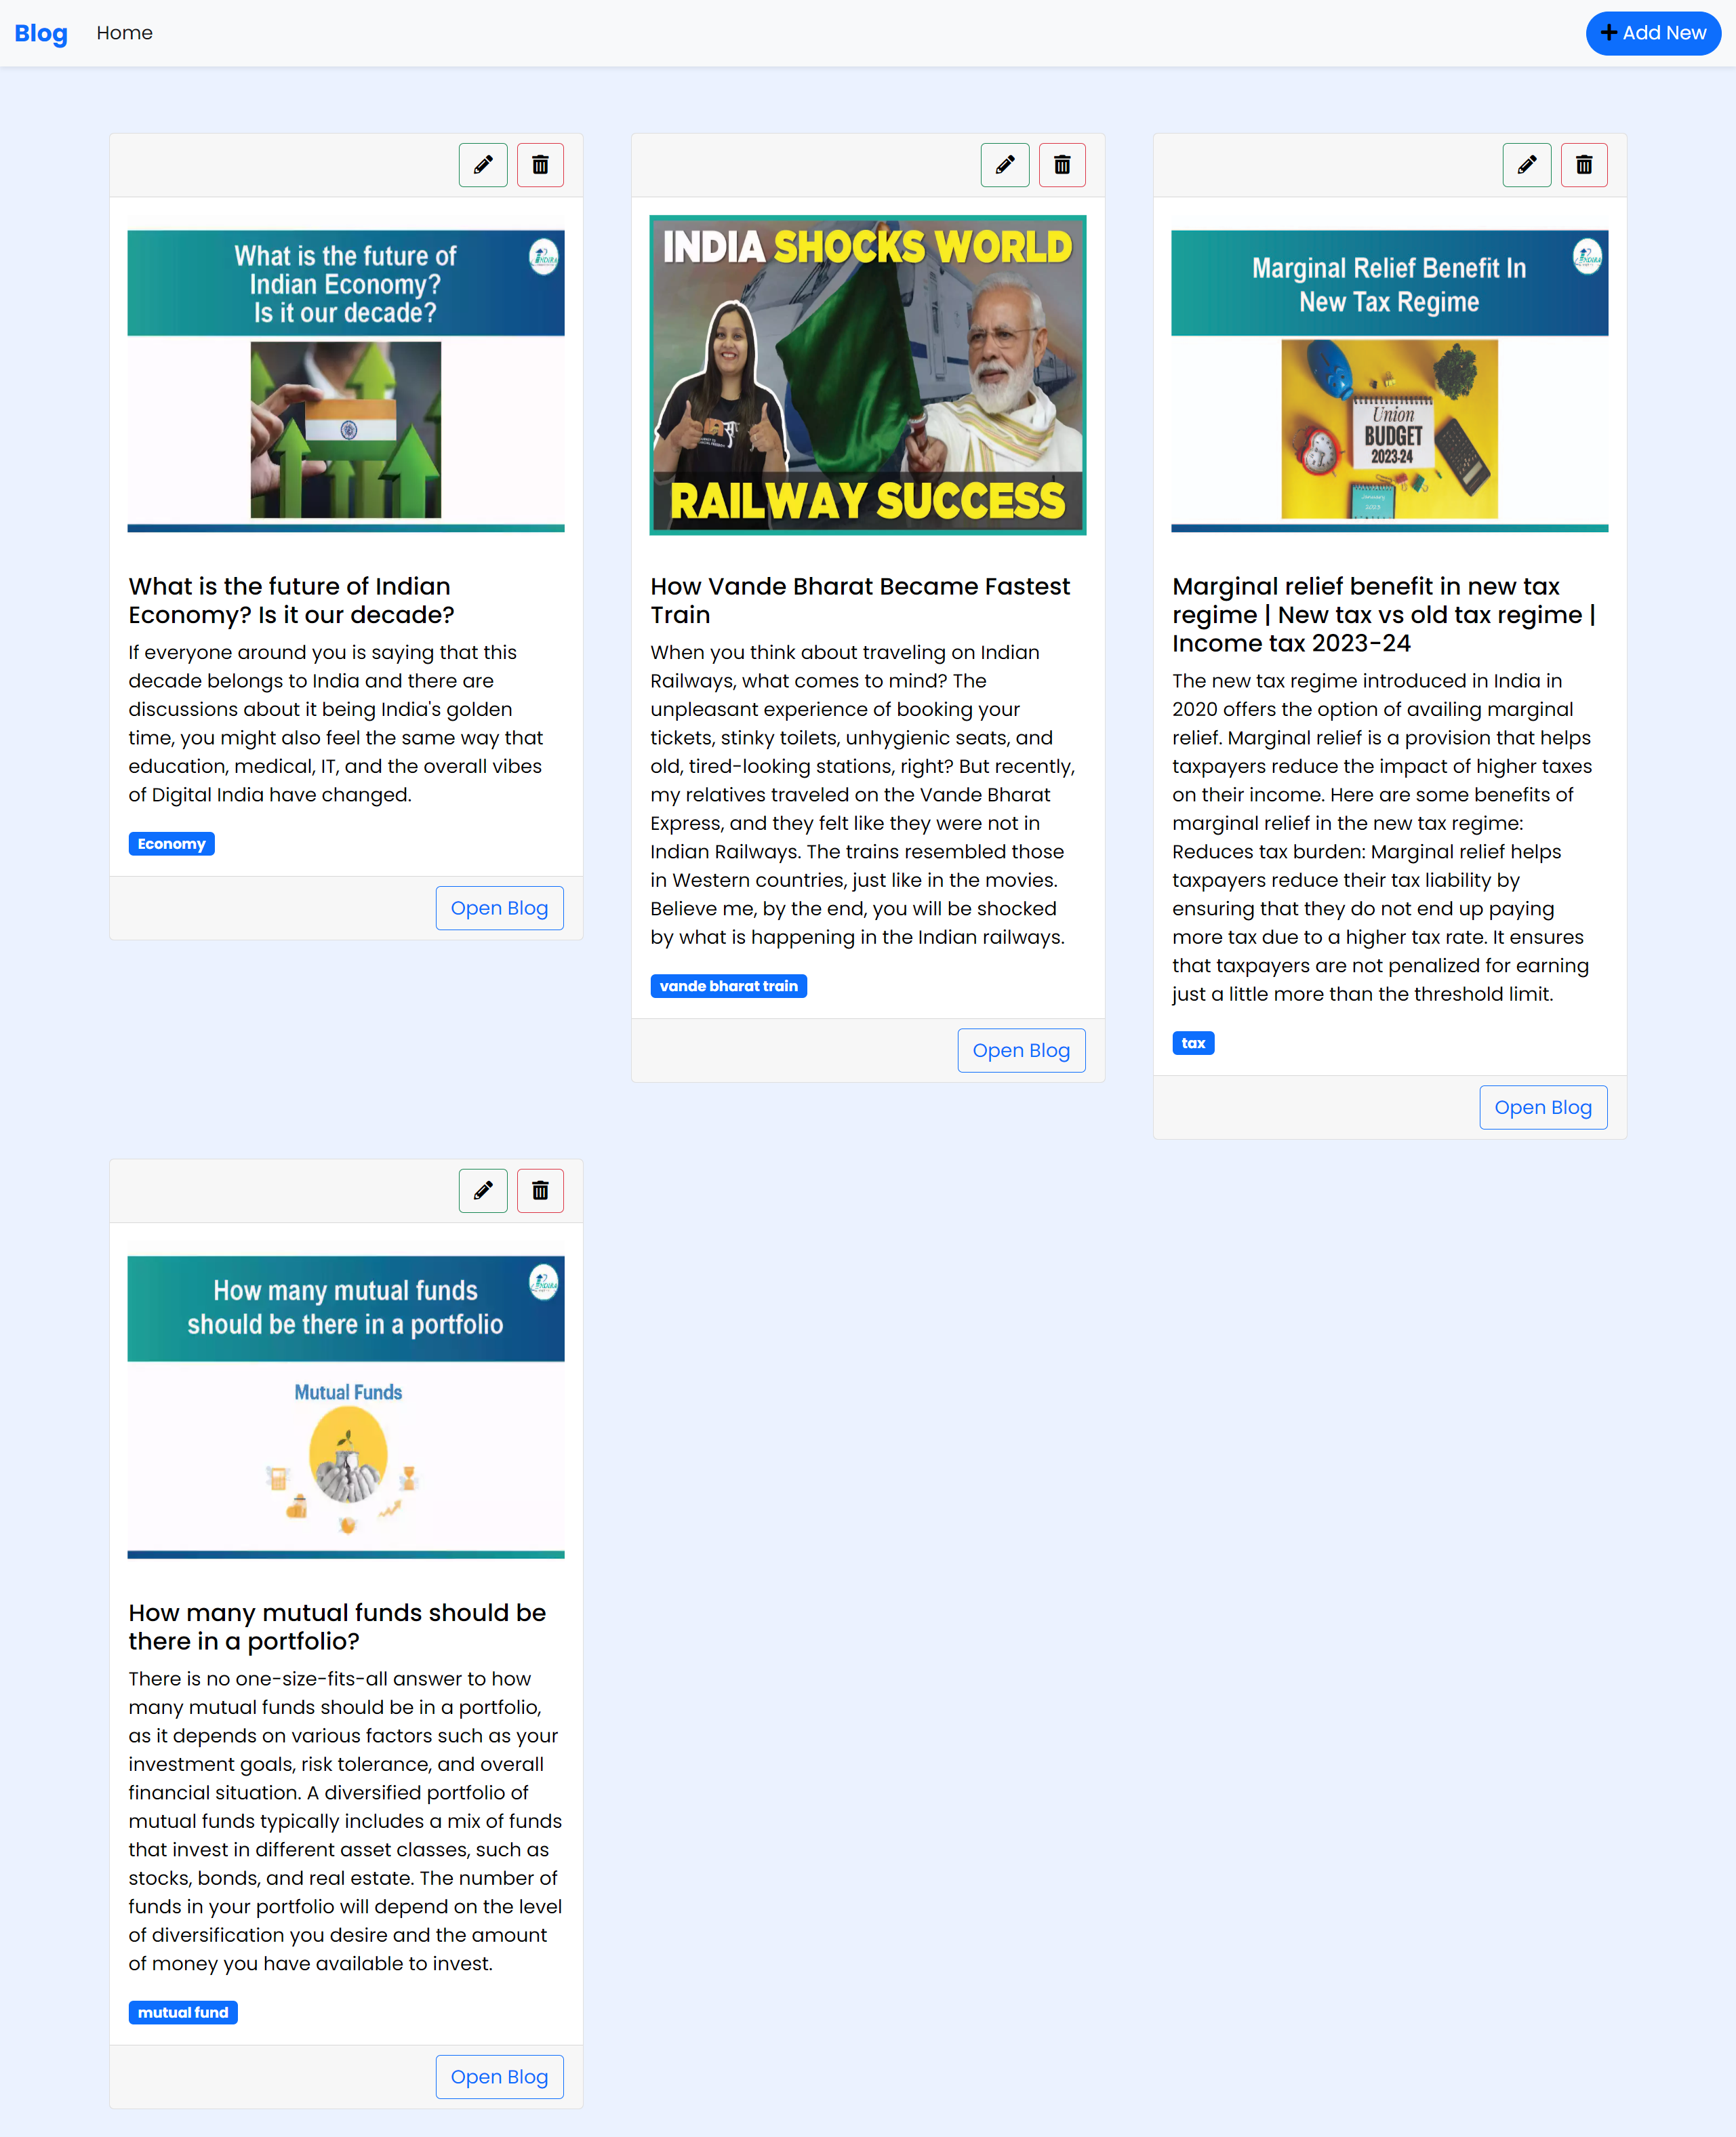 Blog
Home
Add New
What is the future of
Indian Economy?
Is it our decade?
What is the future of Indian
Economy? Is it our decade?
If everyone around you is saying that this
decade belongs to India and there are
discussions about it being India's golden
time, you might also feel the same way that
education, medical, IT, and the overall vibes
of Digital India have changed.
Economy
Open Blog
INDIA SHOCKS WORLD
RAILWAY SUCCESS
How Vande Bharat Became Fastest
Train
When you think about traveling on Indian
Railways, what comes to mind? The
unpleasant experience of booking your
tickets, stinky toilets, unhygienic seats, and
old, tired-looking stations, right? But recently,
my relatives traveled on the Vande Bharat
Express, and they felt like they were not in
Indian Railways. The trains resembled those
in Western countries, just like in the movies.
Believe me, by the end, you will be shocked
by what is happening in the Indian railways.
vande bharat train
Open Blog
Marginal Relief Benefit In
New Tax Regime
Union
BUDGET
2023-24
January
2023
Marginal relief benefit in new tax
regime | New tax vs old tax regime |
Income tax 2023-24
The new tax regime introduced in India in
2020 offers the option of availing marginal
relief. Marginal relief is a provision that helps
taxpayers reduce the impact of higher taxes
on their income. Here are some benefits of
marginal relief in the new tax regime:
Reduces tax burden: Marginal relief helps
taxpayers reduce their tax liability by
ensuring that they do not end up paying
more tax due to a higher tax rate. It ensures
that taxpayers are not penalized for earning
just a little more than the threshold limit.
tax
Open Blog
How many mutual funds
should be there in a portfolio
Mutual Funds
How many mutual funds should be
there in a portfolio?
There is no one-size-fits-all answer to how
many mutual funds should be in a portfolio,
as it depends on various factors such as your
investment goals, risk tolerance, and overall
financial situation. A diversified portfolio of
mutual funds typically includes a mix of funds
that invest in different asset classes, such as
stocks, bonds, and real estate. The number of
funds in your portfolio will depend on the level
of diversification you desire and the amount
of money you have available to invest.
mutual fund
Open Blog